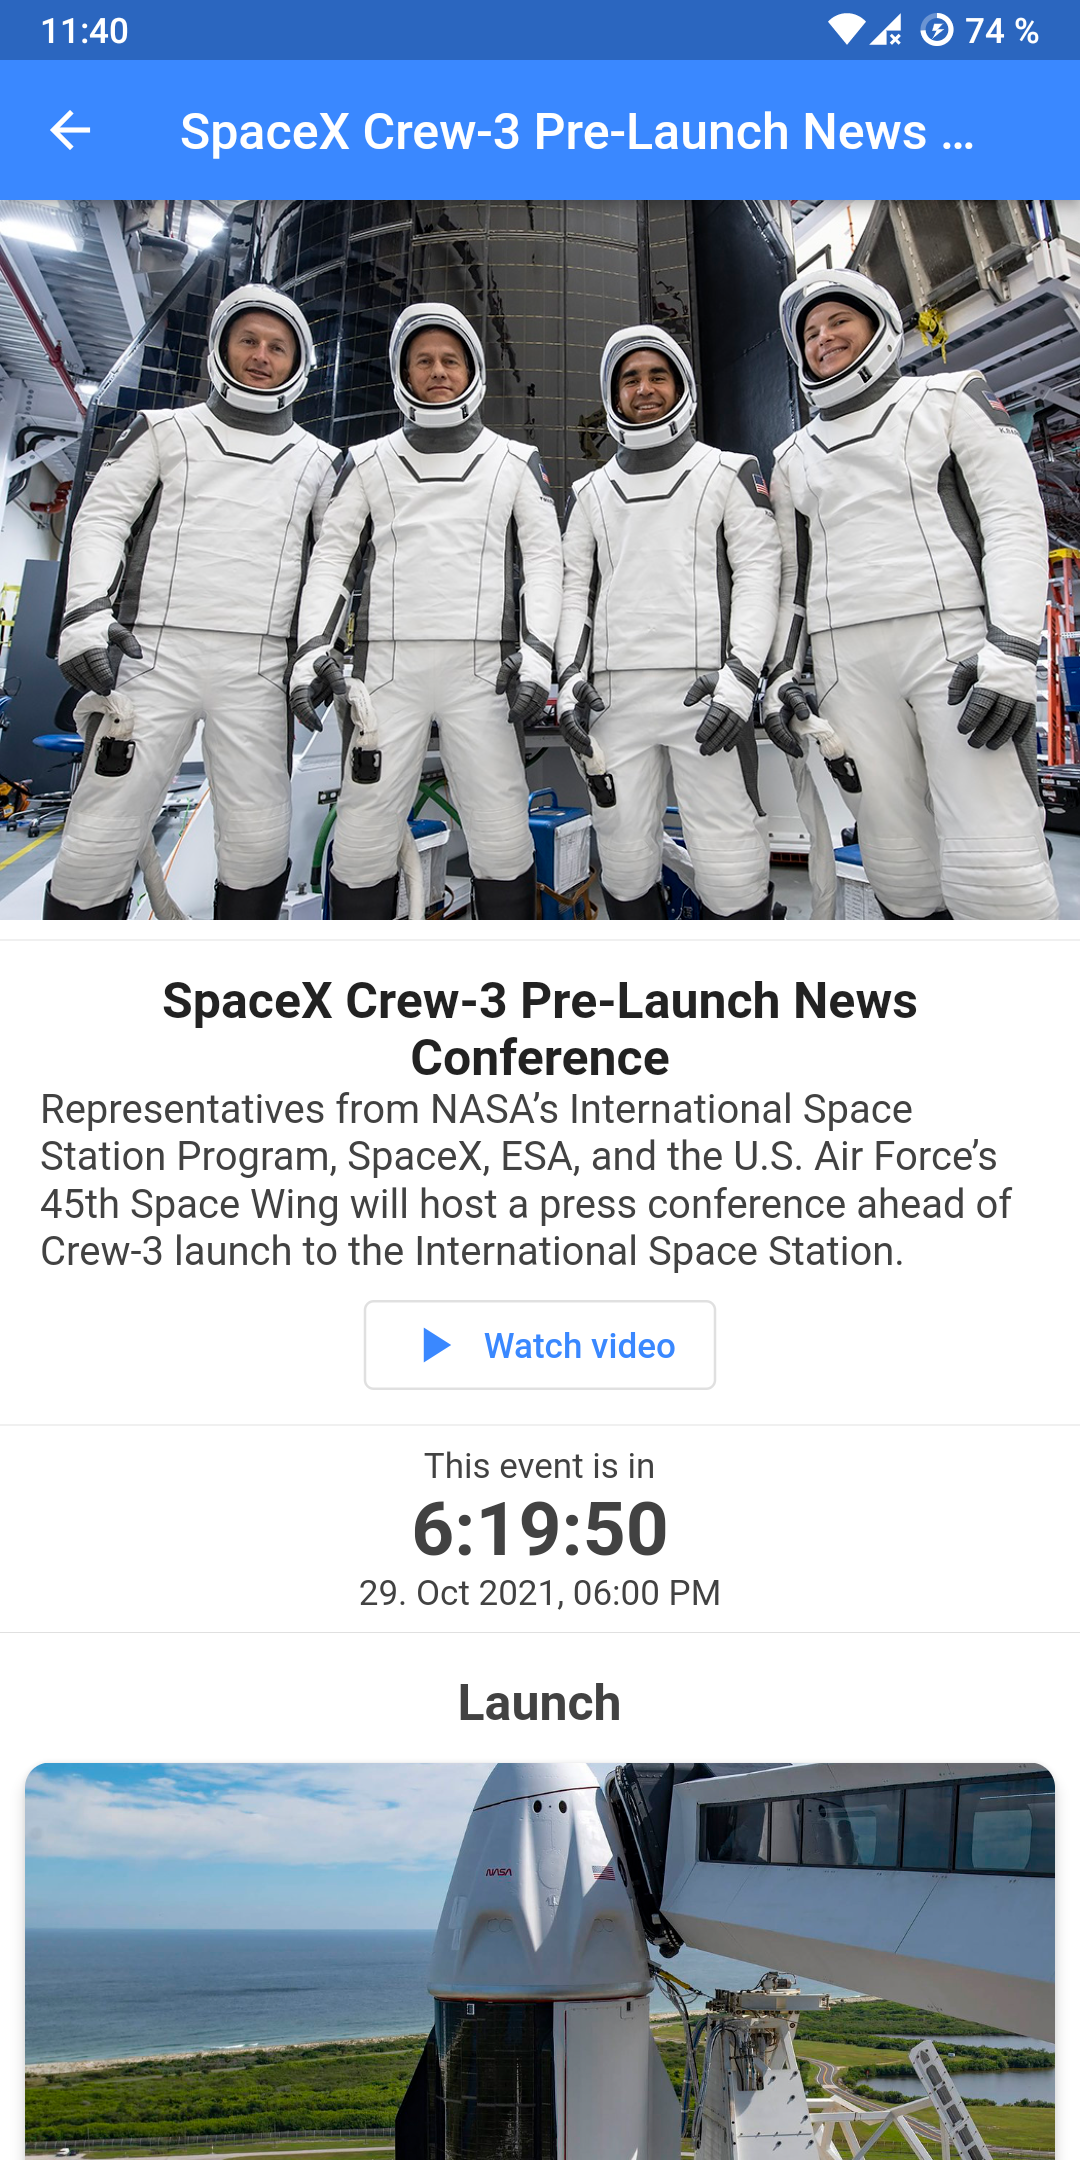 11:40
74 %
SpaceX Crew-3 Pre-Launch News ...
SpaceX Crew-3 Pre-Launch News
Conference
Representatives from NASA’s International Space
Station Program, SpaceX, ESA, and the U.S. Air Force’s
45th Space Wing will host a press conference ahead of
Crew-3 launch to the International Space Station.
Watch video
This event is in
6:19:50
29. Oct 2021, 06:00 PM
Launch
NASA